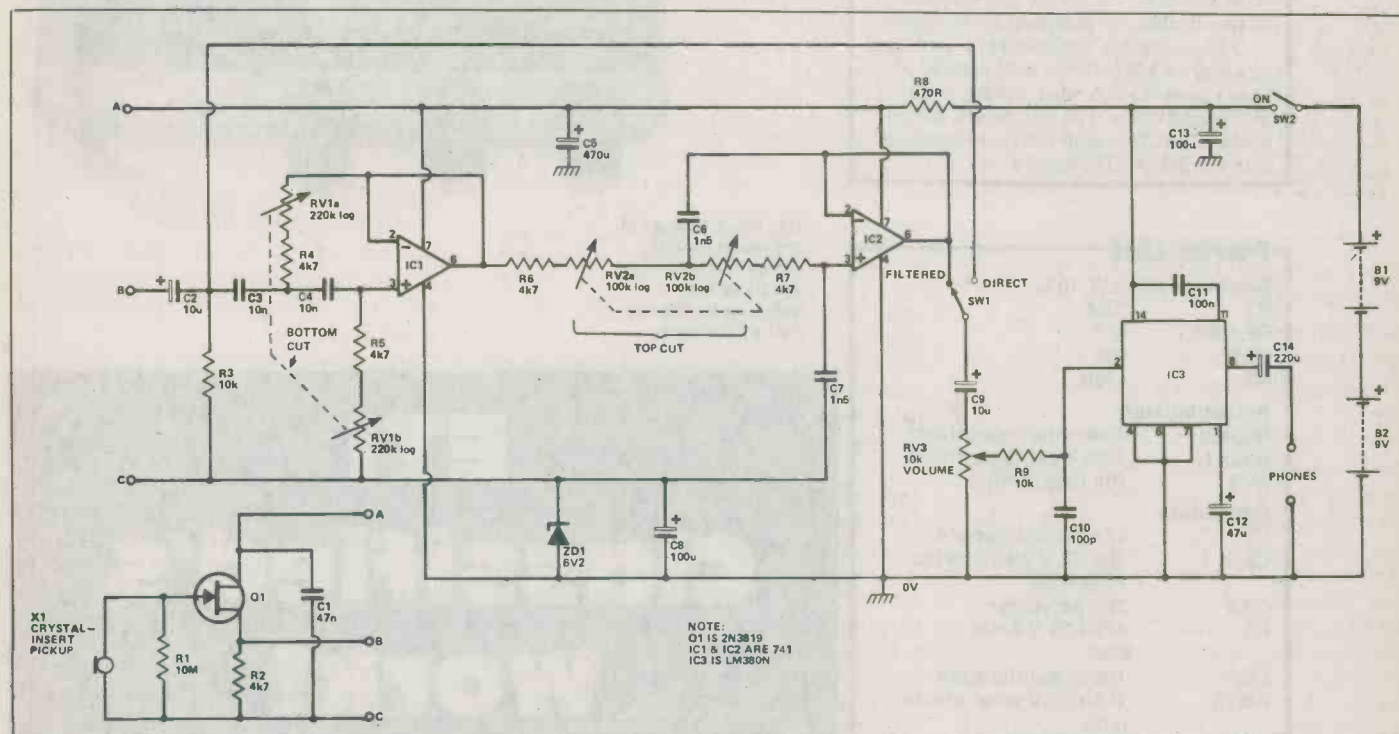 R8
470R
ON
SW2
A
C5
470u
C13
100u
RV1a
220k log
R4
4k7
C6
1n5
2
7
IC1
6
3
4
2
7
IC2
6
3
4
B1
9V
R6
4k7
RV2a
100k log
RV2b
100k log
R7
4k7
FILTERED
DIRECT
SW1
C11
100n
14
11
B
C2
10u
C3
10n
C4
10n
BOTTOM
CUT
TOP CUT
R5
4k7
C14
220u
2
IC3
8
R3
10k
C7
1n5
C9
10u
B2
9V
RV1b
220k log
RV3
10k
VOLUME
R9
10k
6
7
1
PHONES
C
A
ZD1
6V2
C8
100u
C10
100p
C12
47u
0V
Q1
C1
47n
X1
CRYSTAL-
INSERT
PICKUP
R1
10M
B
R2
4k7
C
NOTE:
Q1 IS 2N3819
IC1 & IC2 ARE 741
IC3 IS LM380N